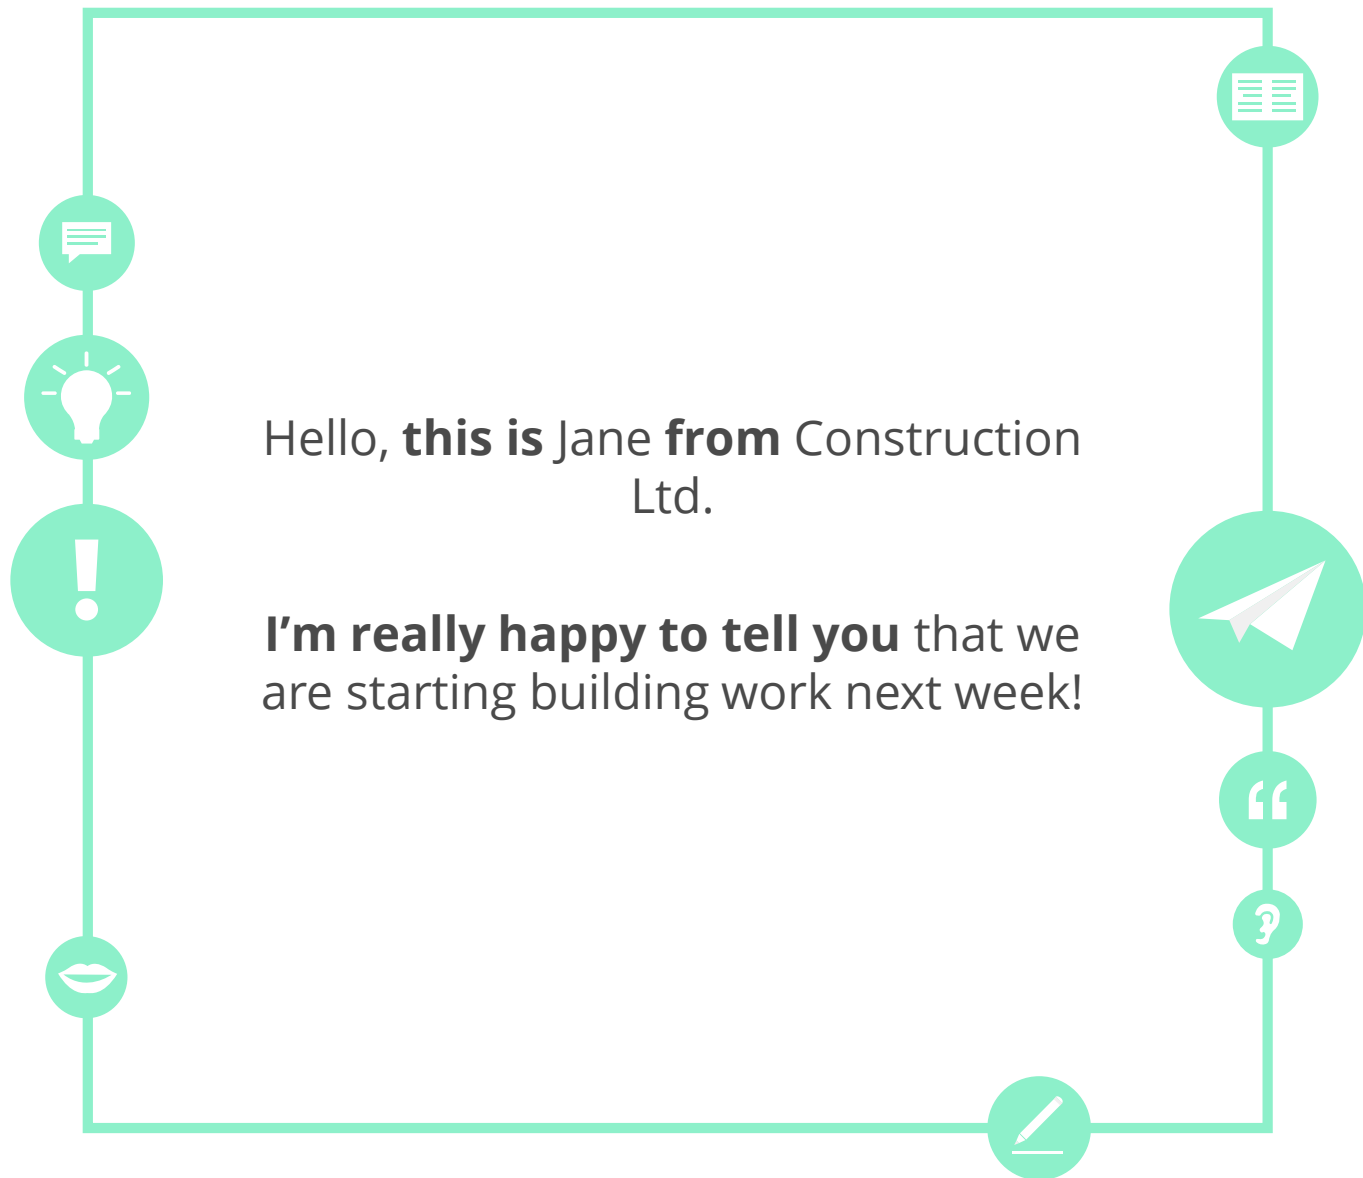 Hello, this is Jane from Construction
Ltd.
I’m really happy to tell you that we
are starting building work next week!